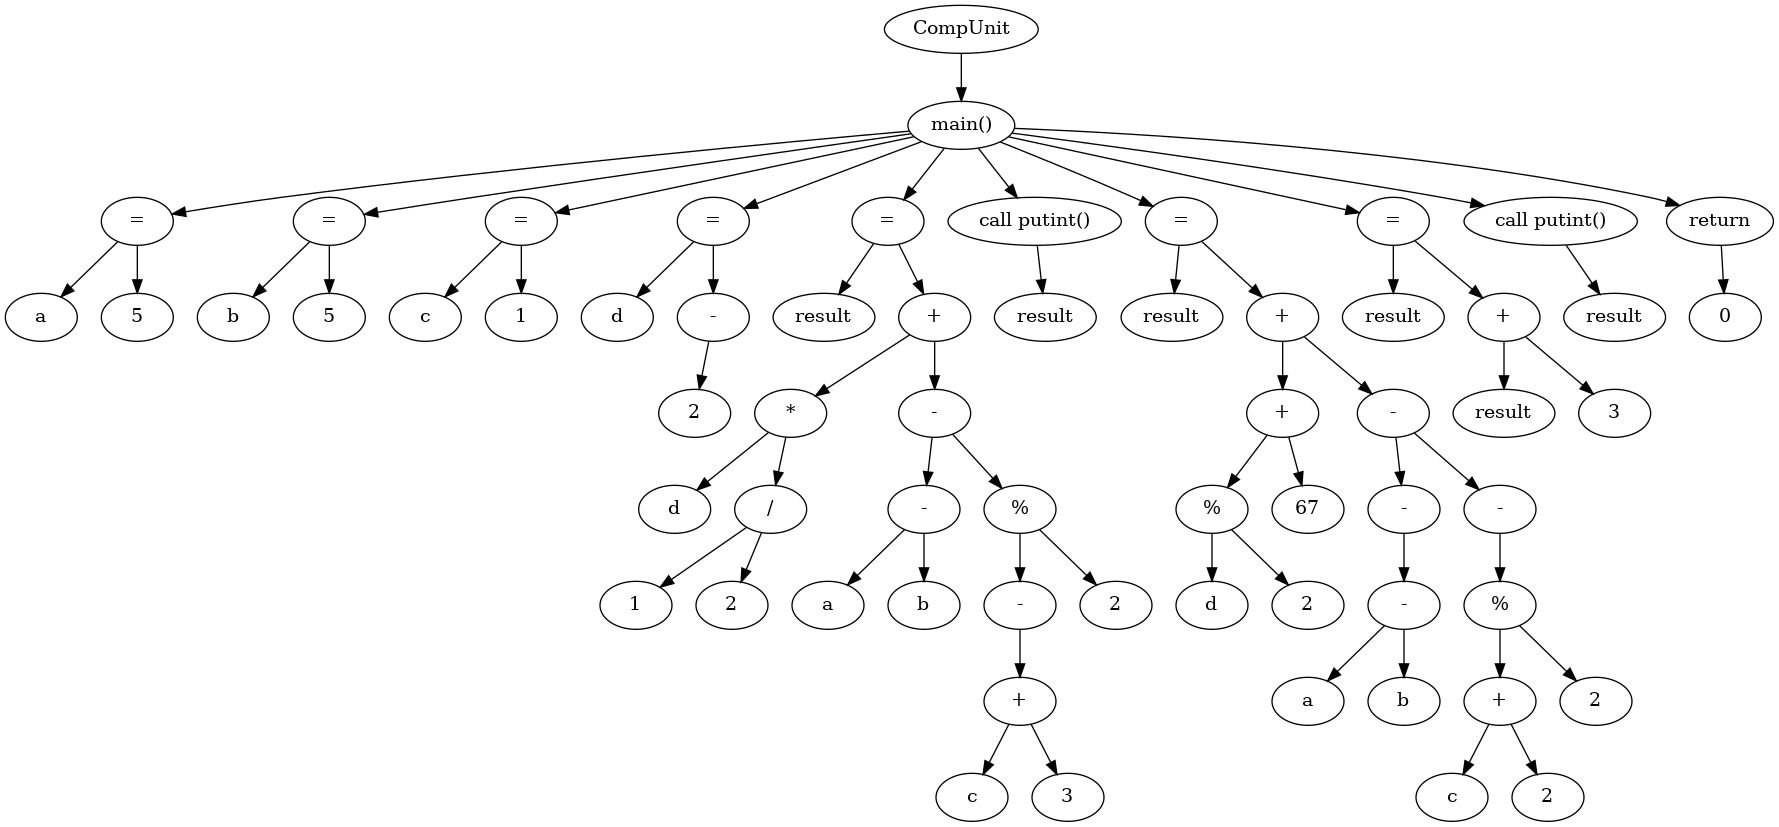 CompUnit
main()
= = = = = call putint() = = call putint() return
a 5 b 5 c 1 d - result + result result + result + result 0
2 * - + - result 3
d / - % % 67 - -
1 2 a b - 2 d 2 - %
+ a b + 2
c 3 c 2